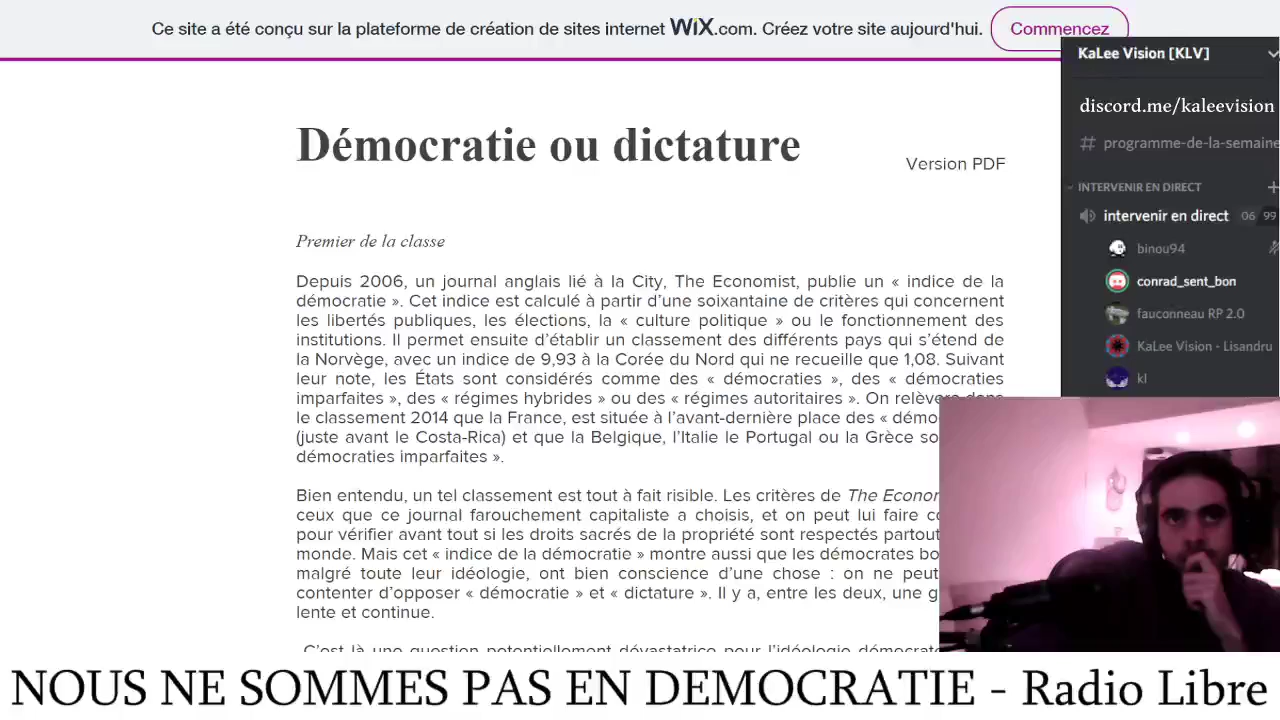 Ce site a été conçu sur la plateforme de création de sites internet WiX.com. Créez votre site aujourd'hui. Commencez
KaLee Vision [KLV]
discord.me/kaleevision
# programme-de-la-semaine
INTERVENIR EN DIRECT +
intervenir en direct 06 99
binou94
conrad_sent_bon
fauconneau RP 2.0
KaLee Vision - Lisandru
kl
Démocratie ou dictature
Version PDF
Premier de la classe
Depuis 2006, un journal anglais lié à la City, The Economist, publie un « indice de la
démocratie ». Cet indice est calculé à partir d'une soixantaine de critères qui concernent
les libertés publiques, les élections, la « culture politique » ou le fonctionnement des
institutions. Il permet ensuite d'établir un classement des différents pays qui s'étend de
la Norvège, avec un indice de 9,93 à la Corée du Nord qui ne recueille que 1,08. Suivant
leur note, les États sont considérés comme des « démocraties », des « démocraties
imparfaites », des « régimes hybrides » ou des « régimes autoritaires ». On relèvera dans
le classement 2014 que la France, est située à l'avant-dernière place des « démo
(juste avant le Costa-Rica) et que la Belgique, l'Italie le Portugal ou la Grèce so
démocraties imparfaites ».
Bien entendu, un tel classement est tout à fait risible. Les critères de The Econor
ceux que ce journal farouchement capitaliste a choisis, et on peut lui faire co
pour vérifier avant tout si les droits sacrés de la propriété sont respectés partout
monde. Mais cet « indice de la démocratie » montre aussi que les démocrates bo
malgré toute leur idéologie, ont bien conscience d'une chose : on ne peut
contenter d'opposer « démocratie » et « dictature ». Il y a, entre les deux, une g
lente et continue.
C'est là une question potentiellement dévastatrice pour l'idéologie démocrat
NOUS NE SOMMES PAS EN DEMOCRATIE - Radio Libre